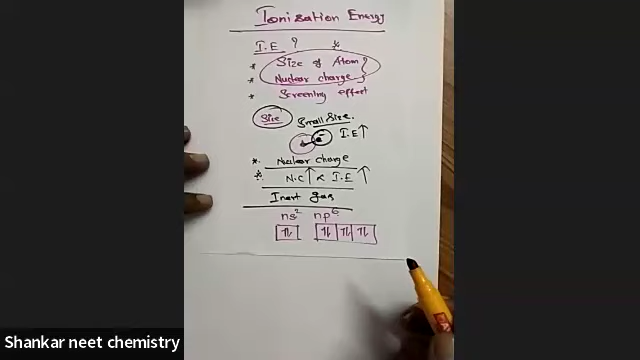 Ionisation Energy
I.E ? *
* Size of Atom
* Nuclear charge
* Screening effect
Size Small Size.
I.E ↑
* Nuclear charge
* N.C ↑ ∝ I.E ↑
Inert gas
ns² np⁶
⇅ ⇅ ⇅ ⇅
Shankar neet chemistry